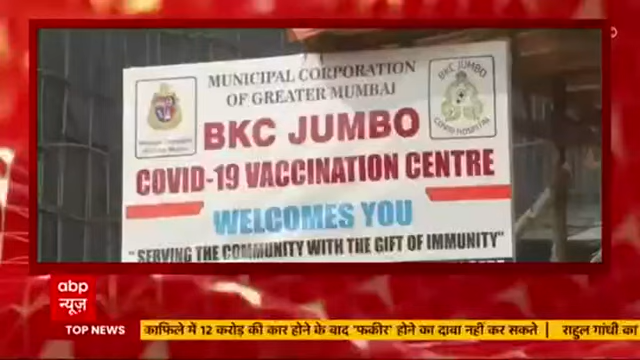 MUNICIPAL CORPORATION
OF GREATER MUMBAI
BKC JUMBO
COVID-19 VACCINATION CENTRE
WELCOMES YOU
"SERVING THE COMMUNITY WITH THE GIFT OF IMMUNITY"
BKC JUMBO
COVID HOSPITAL
abp
न्यूज़
TOP NEWS
काफिले में 12 करोड़ की कार होने के बाद "फकीर" होने का दावा नहीं कर सकते
राहुल गांधी का